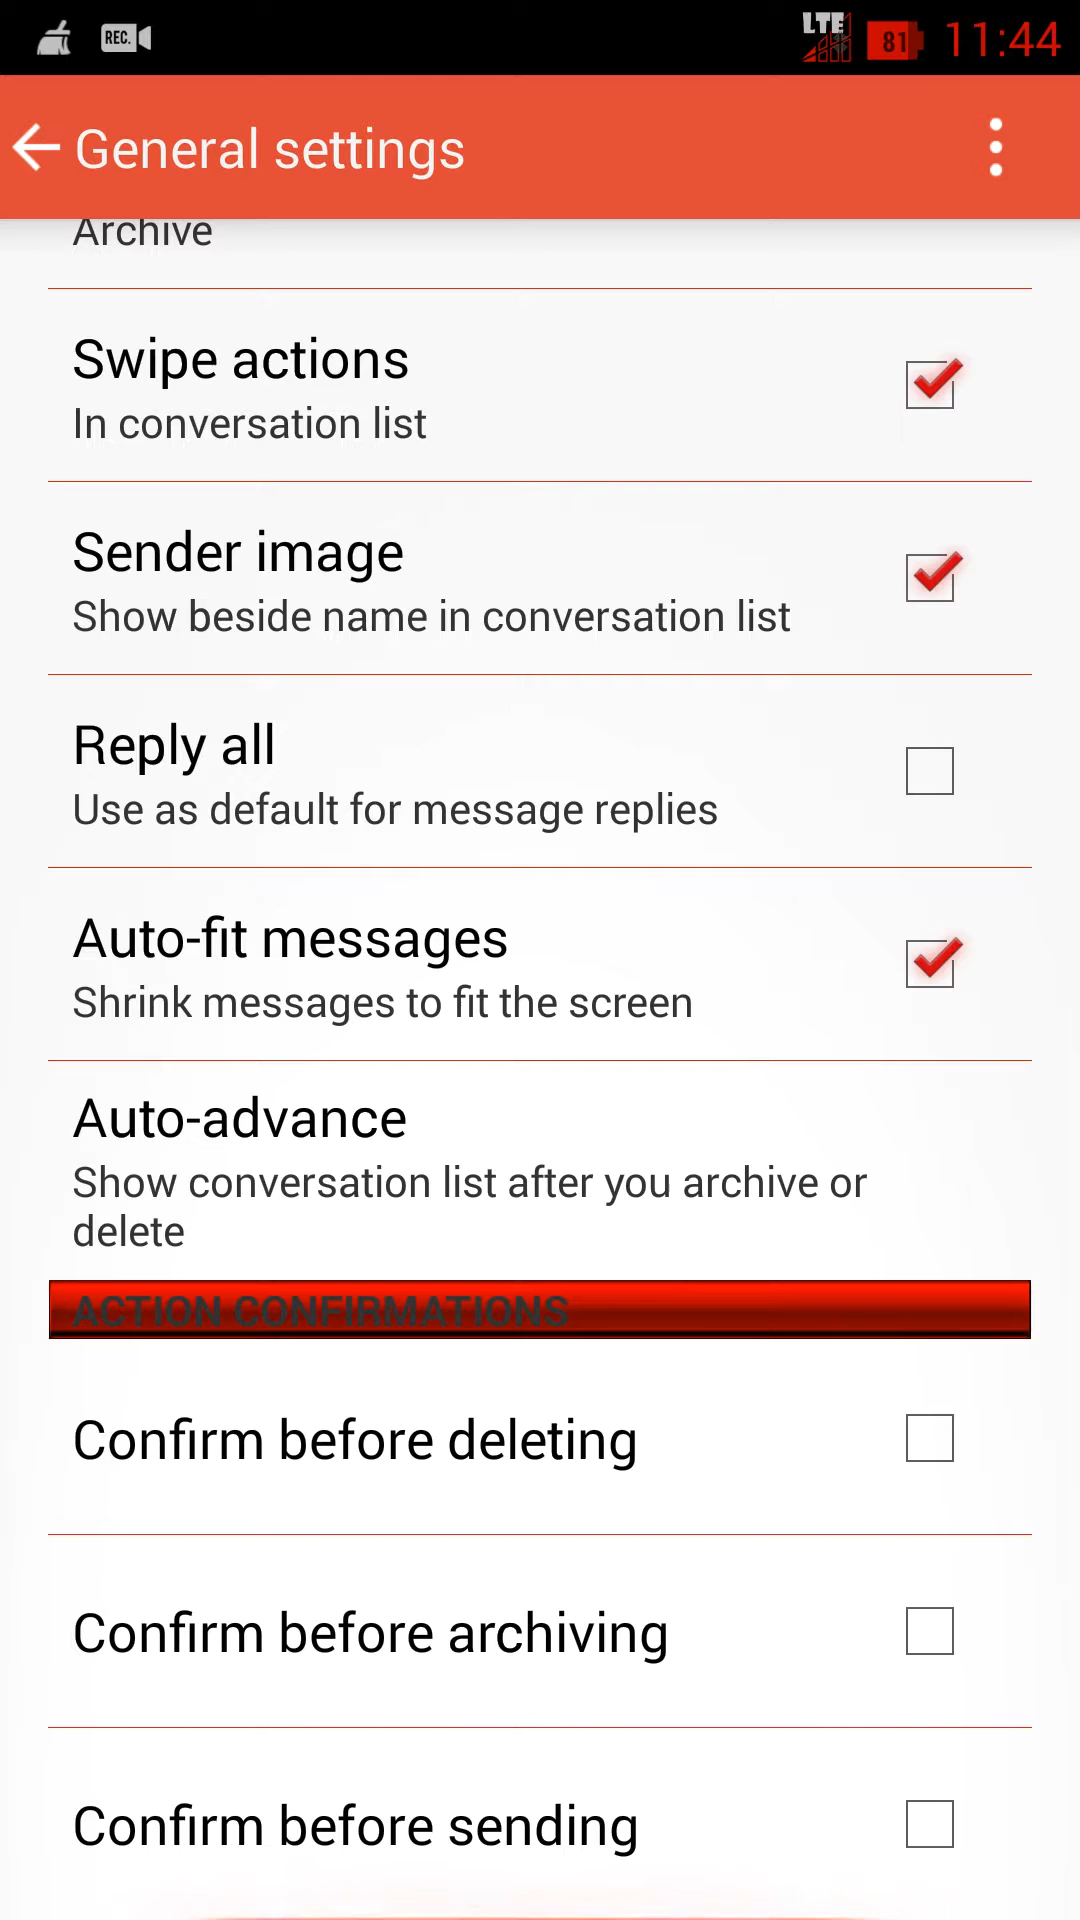 REC.
LTE
81
11:44
General settings
Archive
Swipe actions
In conversation list
Sender image
Show beside name in conversation list
Reply all
Use as default for message replies
Auto-fit messages
Shrink messages to fit the screen
Auto-advance
Show conversation list after you archive or
delete
ACTION CONFIRMATIONS
Confirm before deleting
Confirm before archiving
Confirm before sending